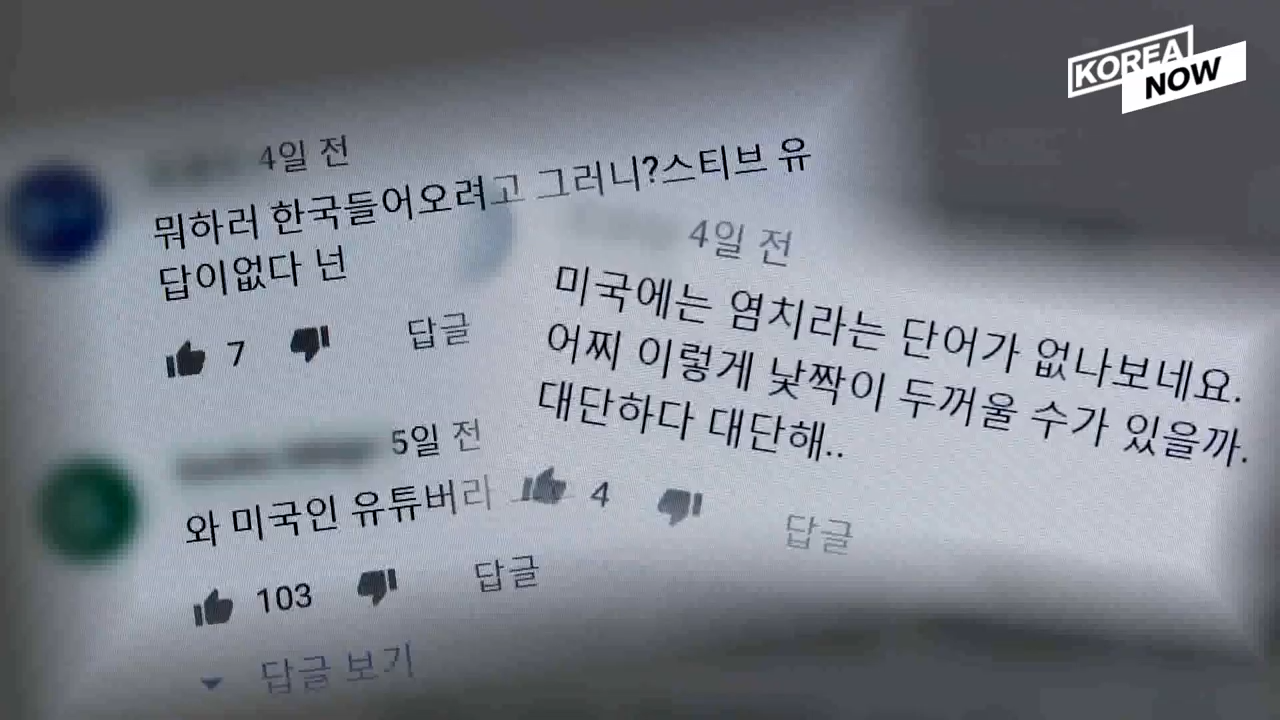 KOREA
NOW
4일 전
뭐하러 한국들어오려고 그러니?스티브 유
답이없다 넌
7
답글
4일 전
미국에는 염치라는 단어가 없나보네요.
어찌 이렇게 낯짝이 두꺼울 수가 있을까.
대단하다 대단해..
4
답글
5일 전
와 미국인 유튜버라
103
답글
답글 보기